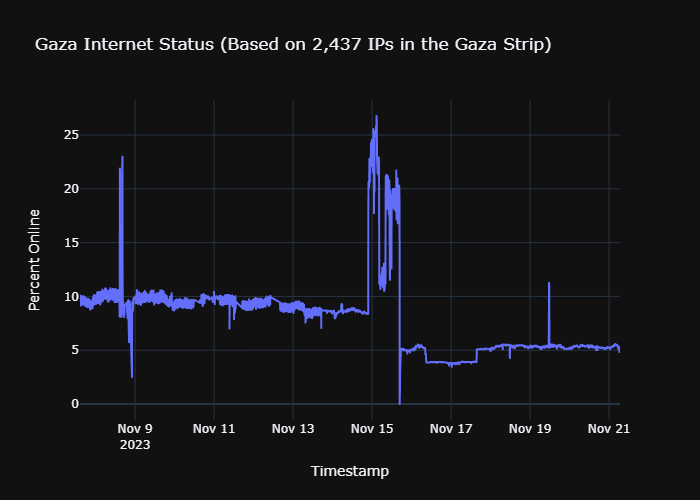 Gaza Internet Status (Based on 2,437 IPs in the Gaza Strip)
25
20
15
10
5
0
Percent Online
Nov 9 Nov 11 Nov 13 Nov 15 Nov 17 Nov 19 Nov 21
2023
Timestamp